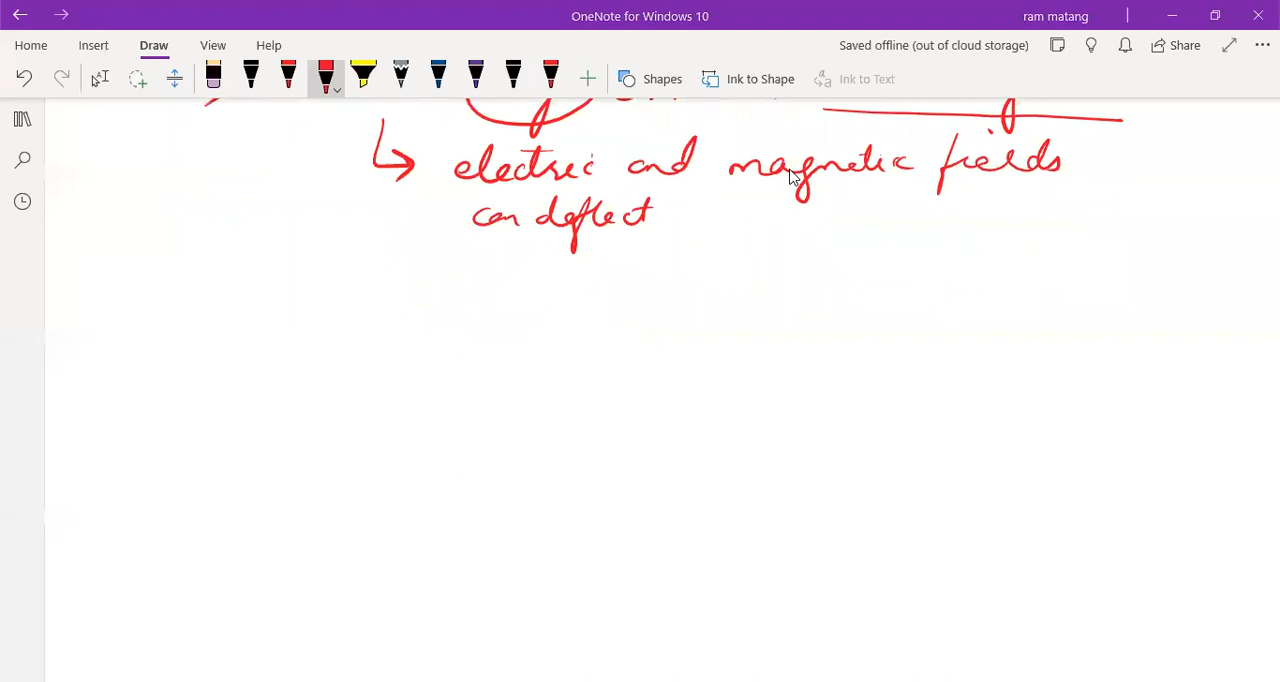 OneNote for Windows 10
ram matang
Home Insert Draw View Help
Saved offline (out of cloud storage) Share
Shapes Ink to Shape Ink to Text
electric and magnetic fields
can deflect